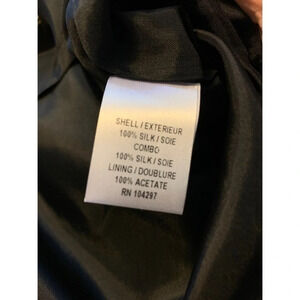 SHELL / EXTERIEUR
100% SILK / SOIE
COMBO
100% SILK / SOIE
LINING / DOUBLURE
100% ACETATE
RN 104297